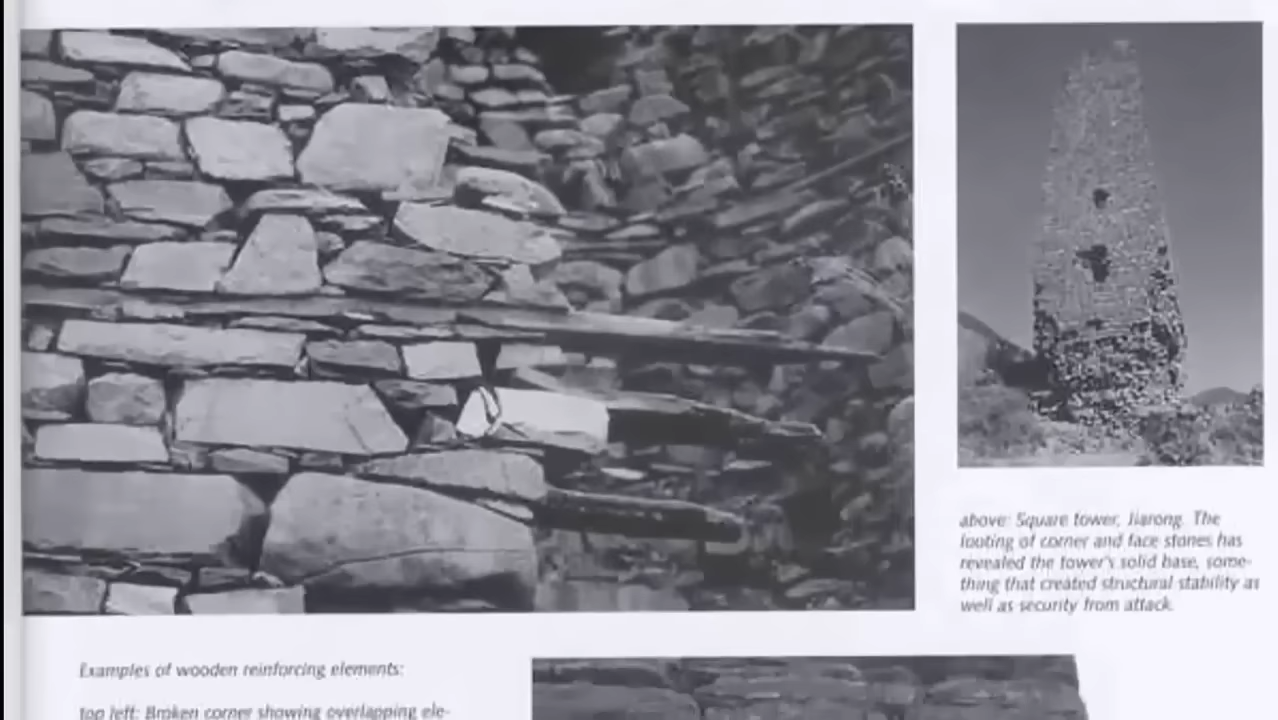 above: Square tower, Jiarong. The
looting of corner and face stones has
revealed the tower's solid base, some-
thing that created structural stability as
well as security from attack.
Examples of wooden reinforcing elements:
top left: Broken corner showing overlapping ele-